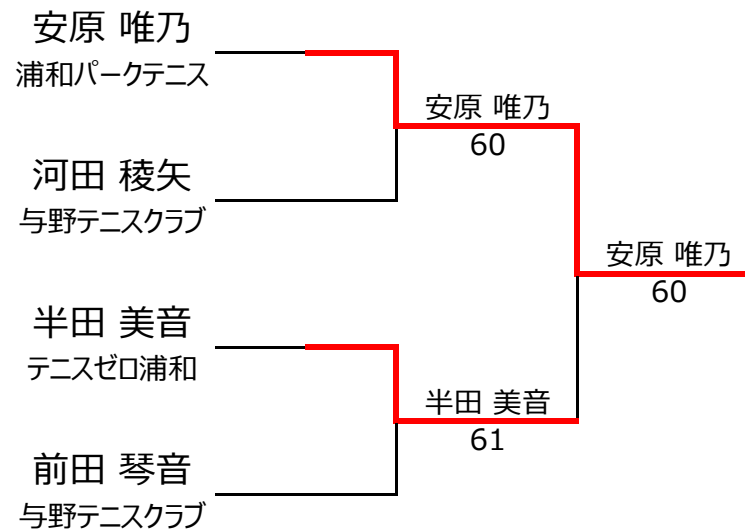 安原 唯乃
浦和パークテニス
安原 唯乃
60
河田 稜矢
与野テニスクラブ
安原 唯乃
60
半田 美音
テニスゼロ浦和
半田 美音
61
前田 琴音
与野テニスクラブ